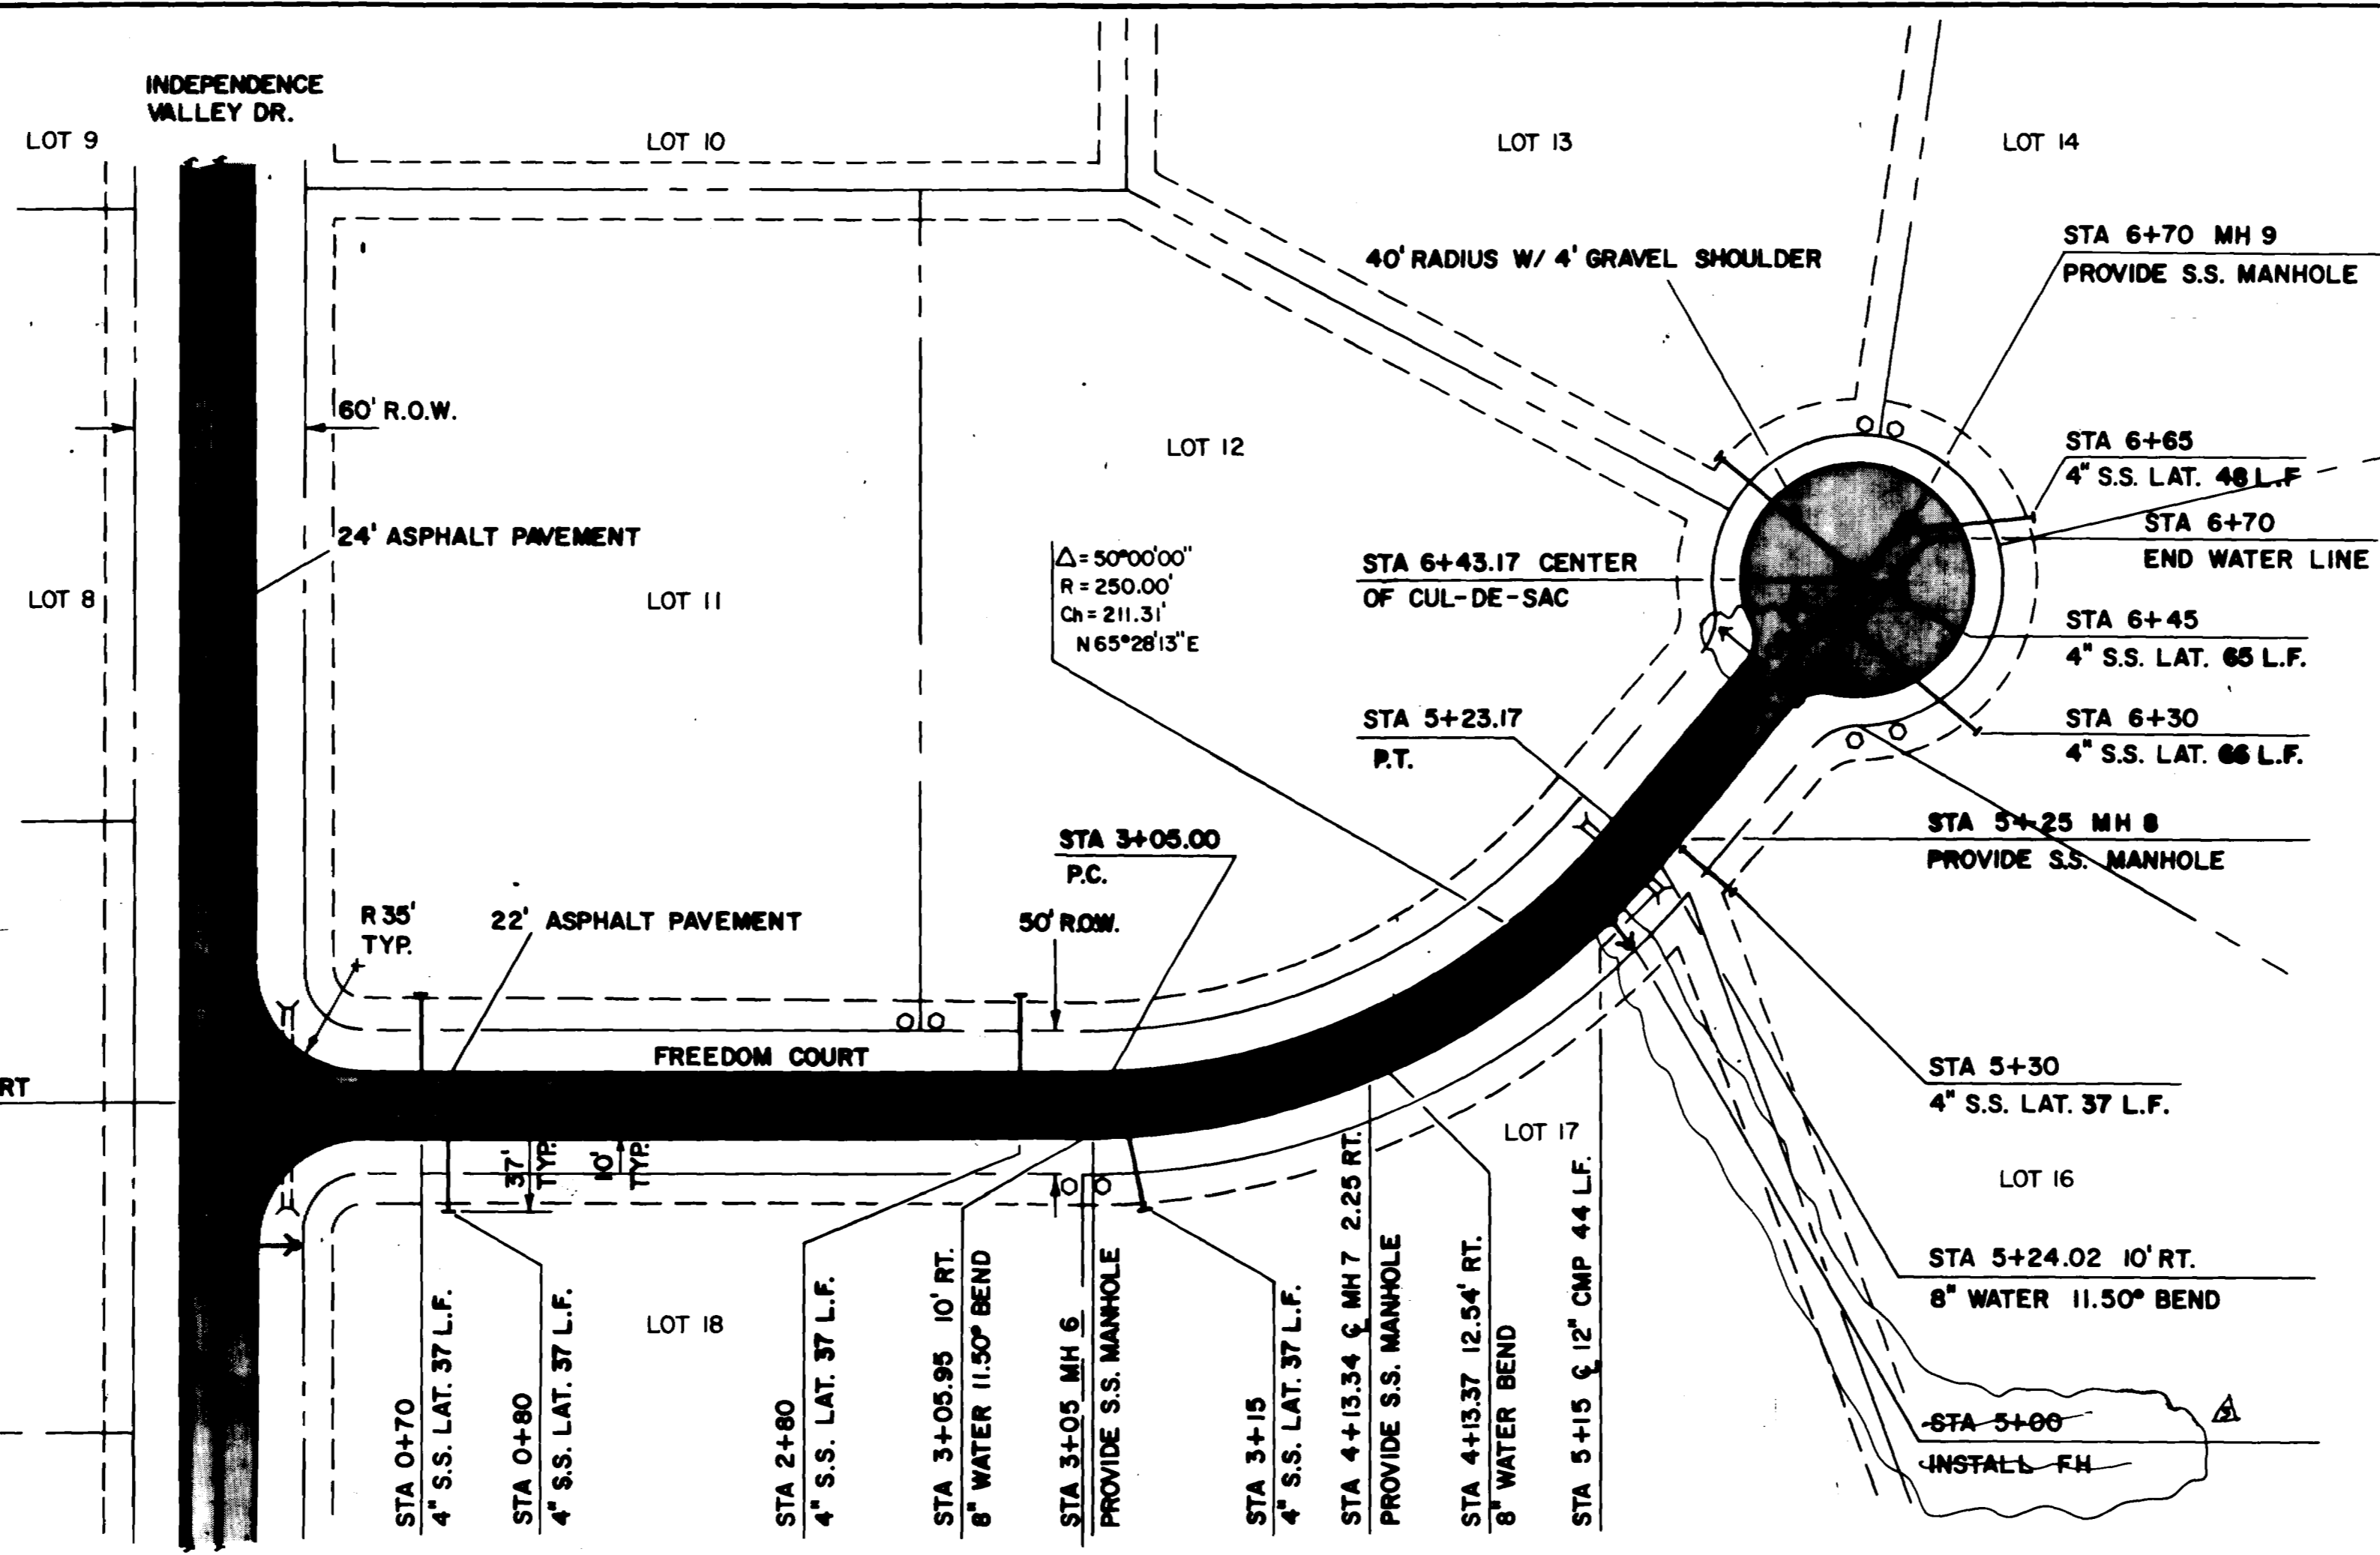 INDEPENDENCE
VALLEY DR.
LOT 9
LOT 10
LOT 13
LOT 14
STA 6+70 MH 9
PROVIDE S.S. MANHOLE
40' RADIUS W/ 4' GRAVEL SHOULDER
60' R.O.W.
LOT 12
STA 6+65
4" S.S. LAT. 48 L.F
STA 6+70
END WATER LINE
24' ASPHALT PAVEMENT
Δ= 50°00'00"
R = 250.00'
Ch = 211.31'
N 65°28'13" E
STA 6+43.17 CENTER
OF CUL-DE-SAC
LOT 8
LOT 11
STA 6+45
4" S.S. LAT. 65 L.F.
STA 5+23.17
P.T.
STA 6+30
4" S.S. LAT. 66 L.F.
STA 5+25 MH 8
PROVIDE S.S. MANHOLE
STA 3+05.00
P.C.
R 35'
TYP.
22' ASPHALT PAVEMENT
50' R.O.W.
FREEDOM COURT
RT
STA 5+30
4" S.S. LAT. 37 L.F.
LOT 17
LOT 16
37'
TYP.
10'
TYP.
STA 5+24.02 10' RT.
8" WATER 11.50° BEND
LOT 18
STA 0+70
4" S.S. LAT. 37 L.F.
STA 0+80
4" S.S. LAT. 37 L.F.
STA 2+80
4" S.S. LAT. 37 L.F.
STA 3+05.95 10' RT.
8" WATER 11.50° BEND
STA 3+05 MH 6
PROVIDE S.S. MANHOLE
STA 3+15
4" S.S. LAT. 37 L.F.
STA 4+13.34 ℄ MH 7 2.25 RT.
PROVIDE S.S. MANHOLE
STA 4+13.37 12.54' RT.
8" WATER BEND
STA 5+15 ℄ 12" CMP 44 L.F.
STA 5+00
INSTALL FH